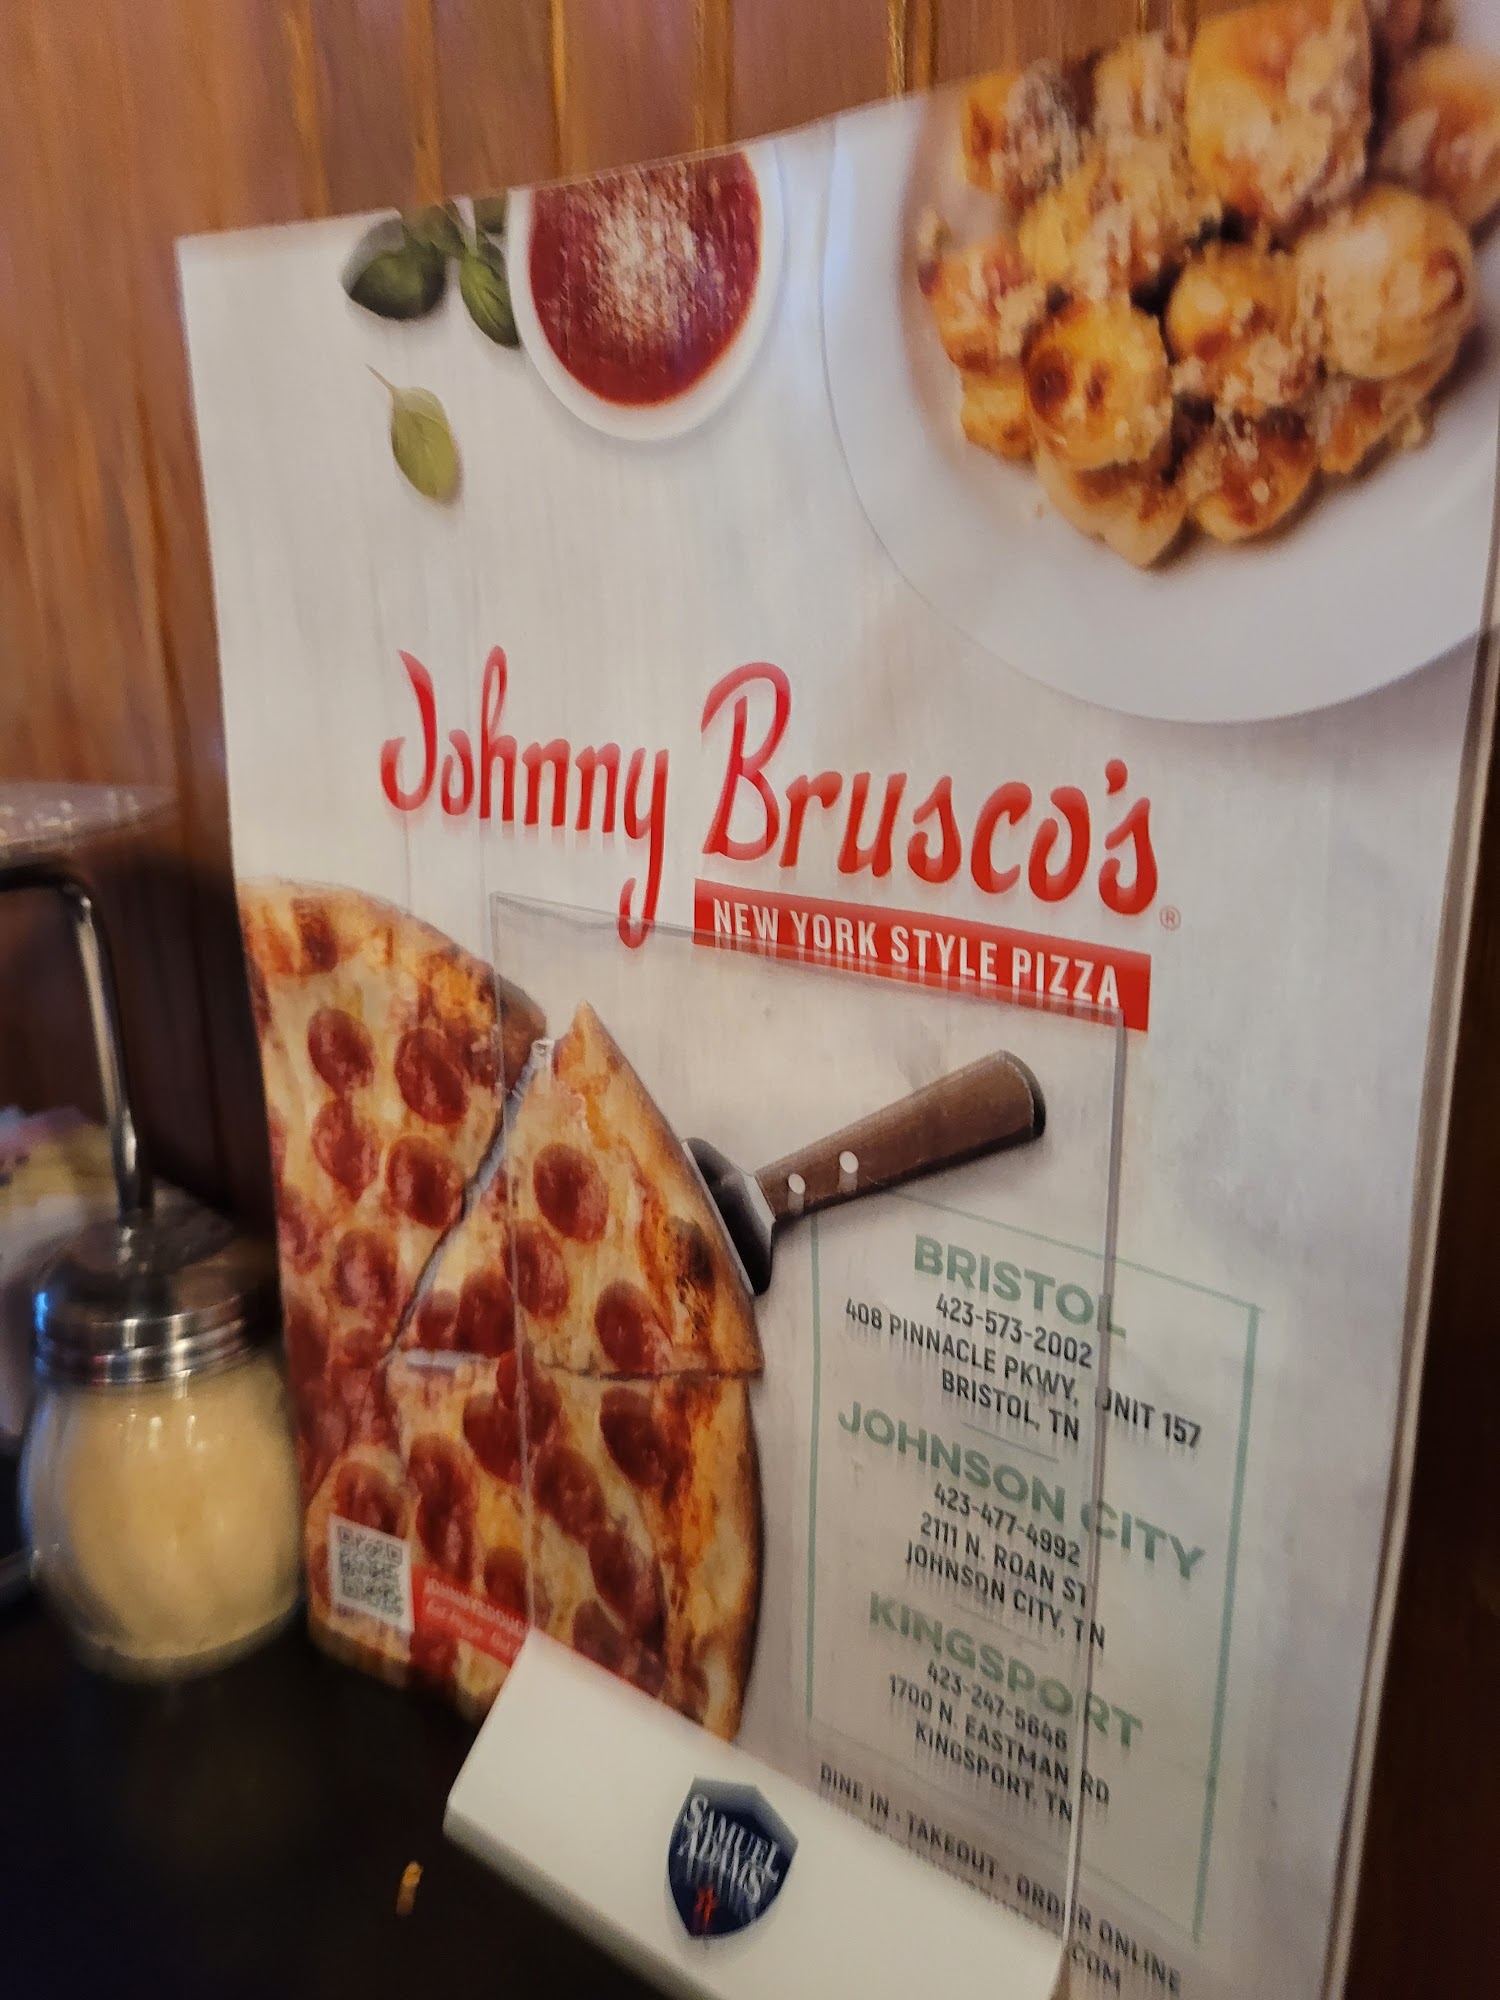 Johnny Brusco's®
NEW YORK STYLE PIZZA
BRISTOL
423-573-2002
408 PINNACLE PKWY, UNIT 157
BRISTOL, TN
JOHNSON CITY
423-477-4992
2111 N. ROAN ST
JOHNSON CITY, TN
KINGSPORT
423-247-5646
1700 N. EASTMAN RD
KINGSPORT, TN
DINE IN - TAKEOUT - ORDER ONLINE
.COM
SAMUEL
ADAMS